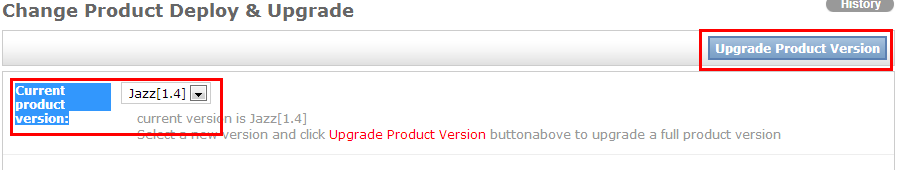 Change Product Deploy & Upgrade
History
Upgrade Product Version
Current
product
version:
Jazz[1.4]
current version is Jazz[1.4]
Select a new version and click Upgrade Product Version buttonabove to upgrade a full product version